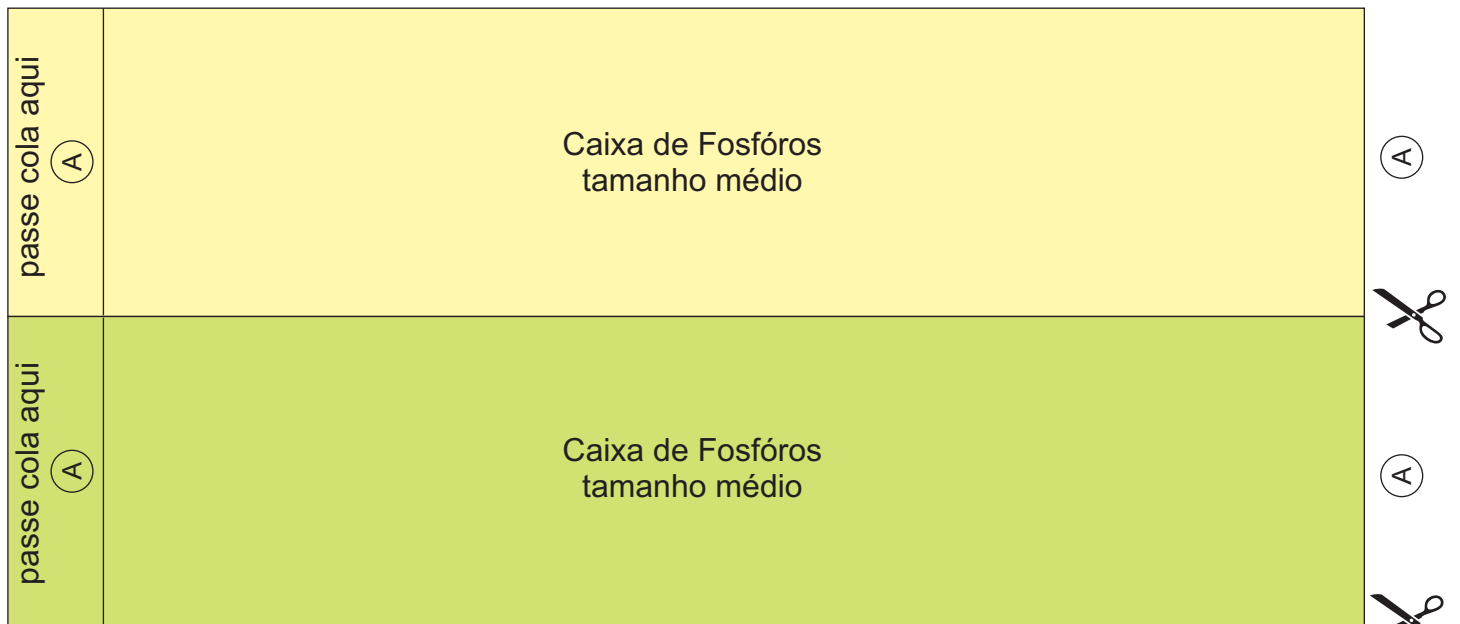 passe cola aqui
A
Caixa de Fosfóros
tamanho médio
A
passe cola aqui
A
Caixa de Fosfóros
tamanho médio
A